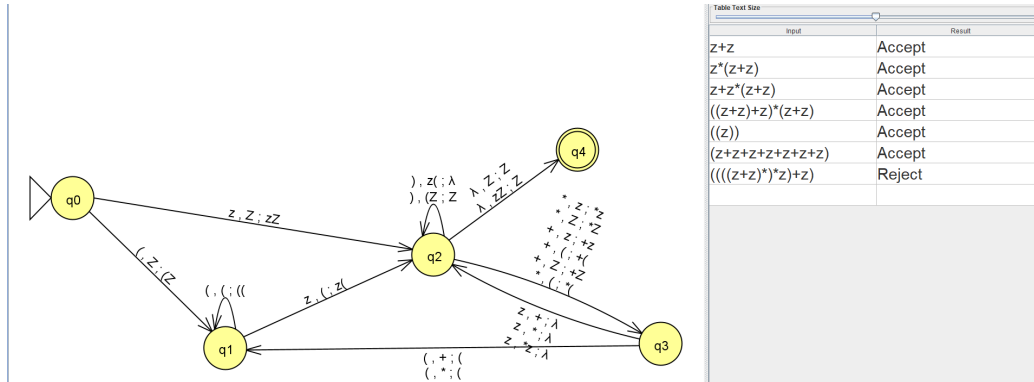 Table Text Size
Input Result
z+z Accept
z*(z+z) Accept
z+z*(z+z) Accept
((z+z)+z)*(z+z) Accept
((z)) Accept
(z+z+z+z+z+z+z) Accept
((((z+z)*)*z)+z) Reject
q4
λ , Z ; Z
λ , zZ ; Z
) , z( ; λ
) , (Z ; Z
q0
z , Z ; zZ
* , z ; *z
* , Z ; *Z
+ , z ; +z
+ , ( ; +(
+ , Z ; +Z
* , ( ; *(
q2
( , Z ; (Z
( , ( ; ((
z , ( ; z(
z , + ; λ
z , * ; λ
z , *z ; λ
q1
q3
( , + ; (
( , * ; (